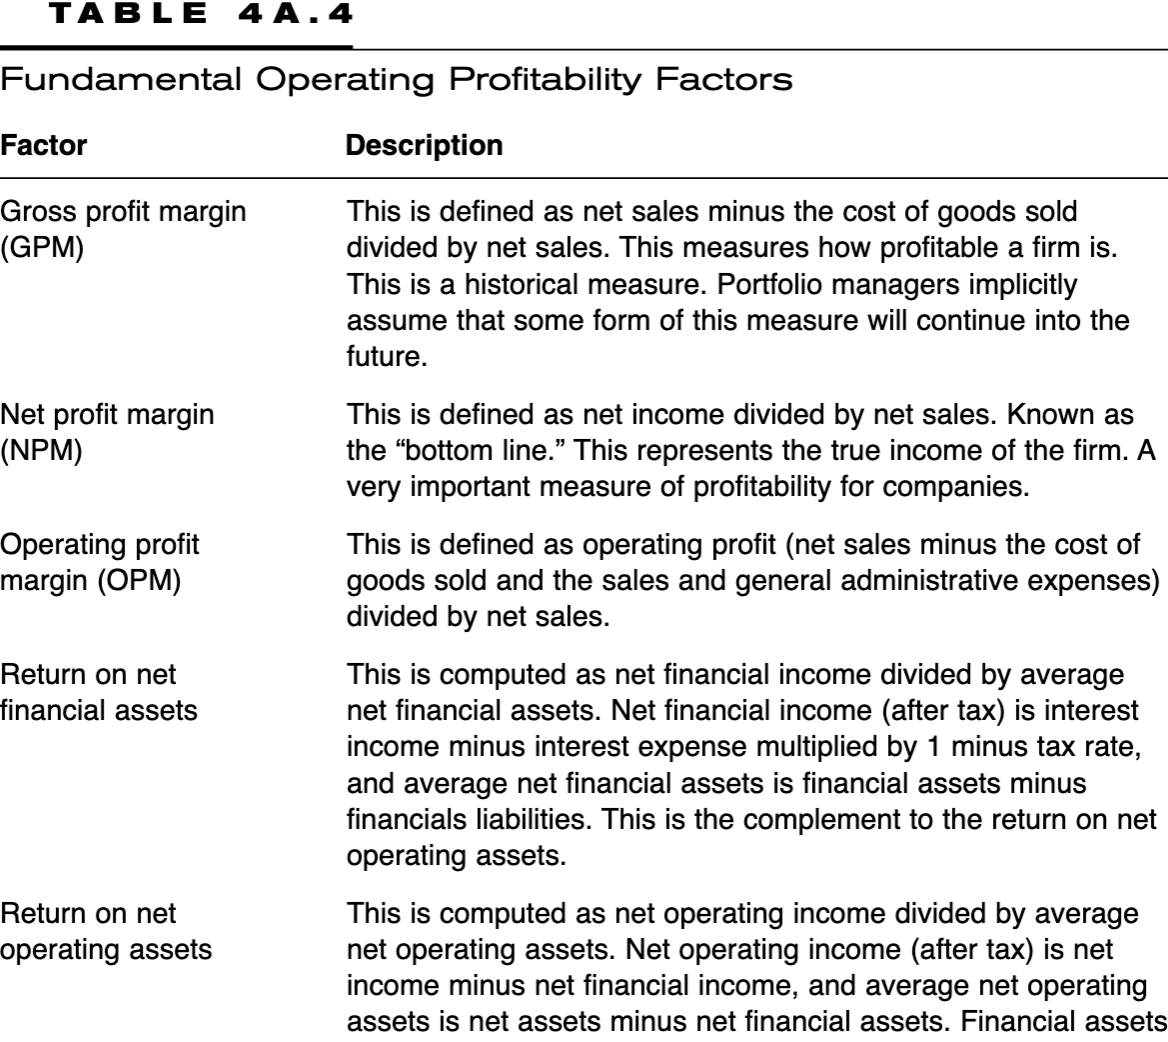 TABLE 4A.4
Fundamental Operating Profitability Factors
Factor Description
Gross profit margin This is defined as net sales minus the cost of goods sold
(GPM) divided by net sales. This measures how profitable a firm is.
This is a historical measure. Portfolio managers implicitly
assume that some form of this measure will continue into the
future.
Net profit margin This is defined as net income divided by net sales. Known as
(NPM) the “bottom line.” This represents the true income of the firm. A
very important measure of profitability for companies.
Operating profit This is defined as operating profit (net sales minus the cost of
margin (OPM) goods sold and the sales and general administrative expenses)
divided by net sales.
Return on net This is computed as net financial income divided by average
financial assets net financial assets. Net financial income (after tax) is interest
income minus interest expense multiplied by 1 minus tax rate,
and average net financial assets is financial assets minus
financials liabilities. This is the complement to the return on net
operating assets.
Return on net This is computed as net operating income divided by average
operating assets net operating assets. Net operating income (after tax) is net
income minus net financial income, and average net operating
assets is net assets minus net financial assets. Financial assets